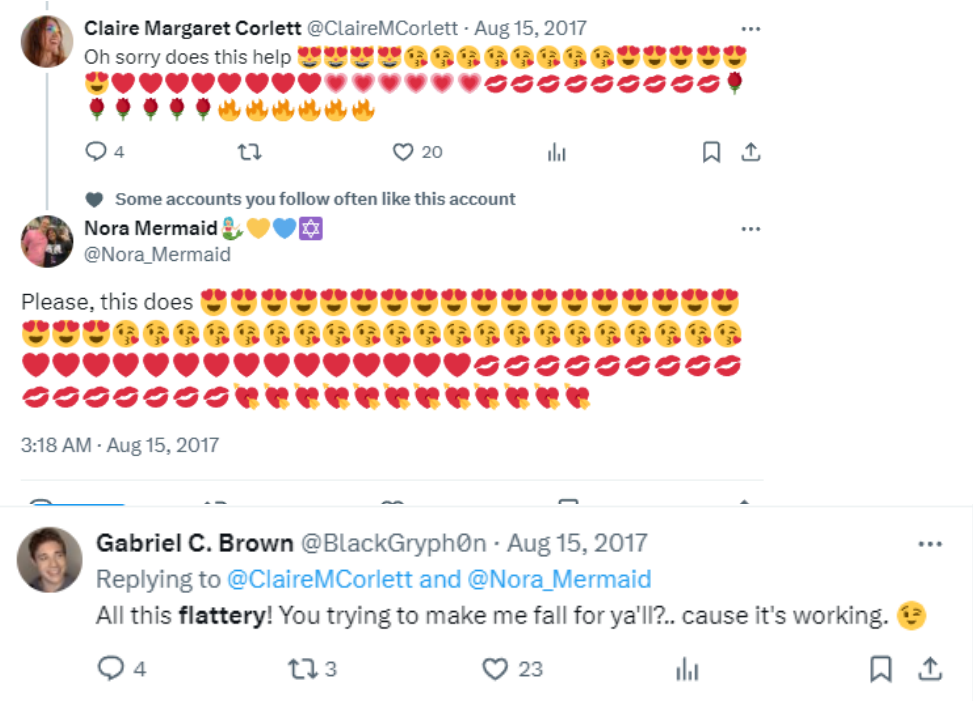 Claire Margaret Corlett @ClaireMCorlett · Aug 15, 2017
Oh sorry does this help 😻😻😻😻😘😘😘😘😘😘😘😘😍😍😍😍😍
😍❤️❤️❤️❤️❤️❤️❤️❤️💗💗💗💗💗💗💋💋💋💋💋💋💋💋💋🌹
🌹🌹🌹🌹🌹🔥🔥🔥🔥🔥🔥
4 20
Some accounts you follow often like this account
Nora Mermaid🧜‍♀️💛💙🔯
@Nora_Mermaid
Please, this does 😍😍😍😍😍😍😍😍😍😍😍😍😍😍😍😍😍😍
😍😍😍😘😘😘😘😘😘😘😘😘😘😘😘😘😘😘😘😘😘😘😘😘
❤️❤️❤️❤️❤️❤️❤️❤️❤️❤️❤️❤️❤️❤️❤️💋💋💋💋💋💋💋💋💋
💋💋💋💋💋💋💋💘💘💘💘💘💘💘💘💘💘💘💘
3:18 AM · Aug 15, 2017
Gabriel C. Brown @BlackGryph0n · Aug 15, 2017
Replying to @ClaireMCorlett and @Nora_Mermaid
All this flattery! You trying to make me fall for ya'll?.. cause it's working. 😉
4 3 23